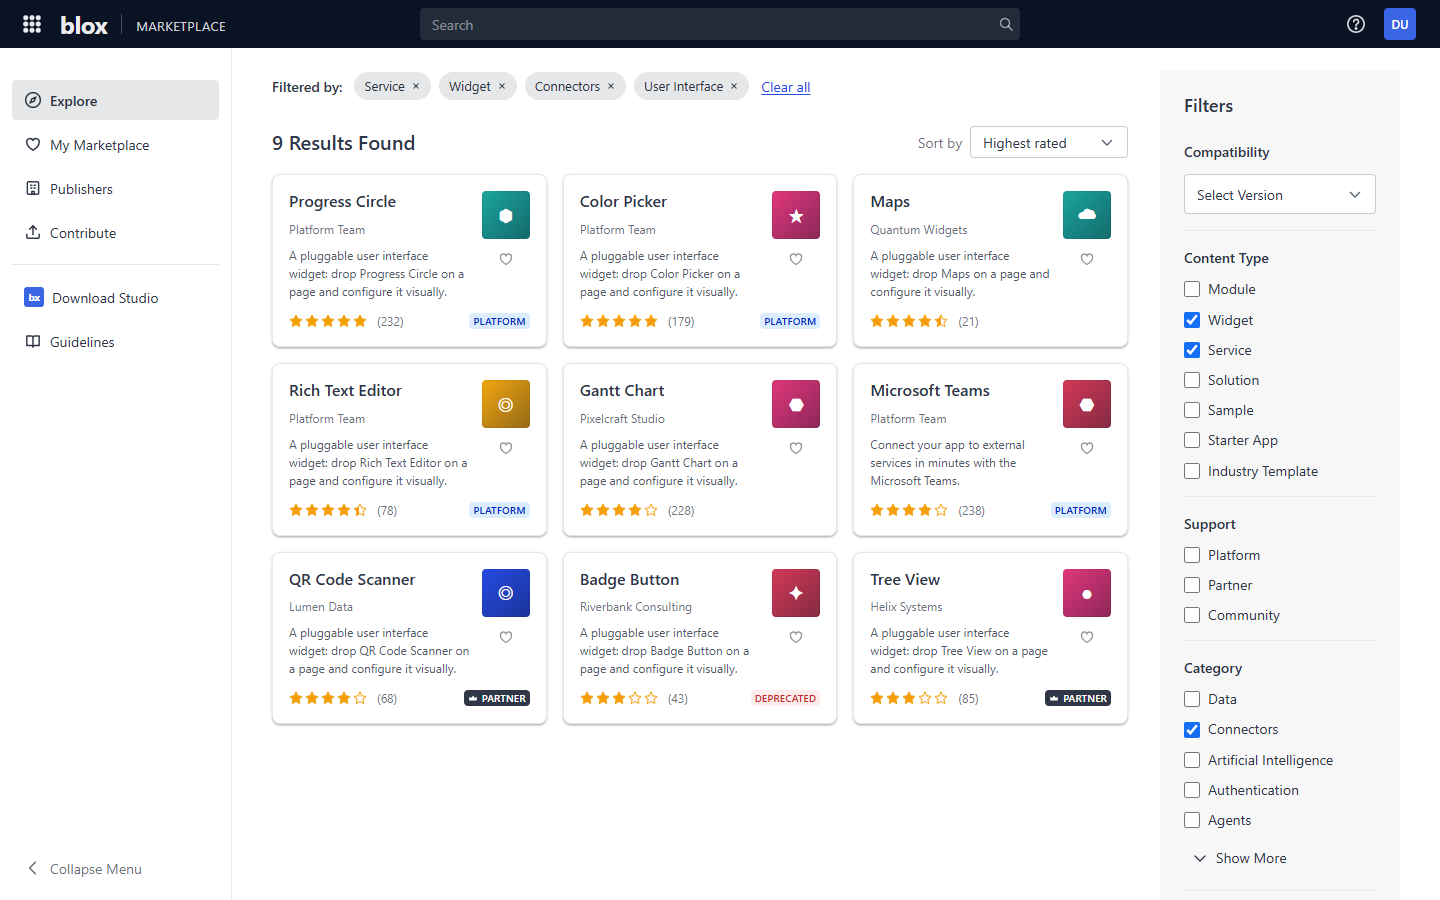 blox
MARKETPLACE
Search
DU
Explore
My Marketplace
Publishers
Contribute
bx Download Studio
Guidelines
Collapse Menu
Filtered by:
Service ×
Widget ×
Connectors ×
User Interface ×
Clear all
9 Results Found
Sort by
Highest rated
Progress Circle
Platform Team
A pluggable user interface
widget: drop Progress Circle on a
page and configure it visually.
(232)
PLATFORM
Color Picker
Platform Team
A pluggable user interface
widget: drop Color Picker on a
page and configure it visually.
(179)
PLATFORM
Maps
Quantum Widgets
A pluggable user interface
widget: drop Maps on a page and
configure it visually.
(21)
Rich Text Editor
Platform Team
A pluggable user interface
widget: drop Rich Text Editor on a
page and configure it visually.
(78)
PLATFORM
Gantt Chart
Pixelcraft Studio
A pluggable user interface
widget: drop Gantt Chart on a
page and configure it visually.
(228)
Microsoft Teams
Platform Team
Connect your app to external
services in minutes with the
Microsoft Teams.
(238)
PLATFORM
QR Code Scanner
Lumen Data
A pluggable user interface
widget: drop QR Code Scanner on
a page and configure it visually.
(68)
PARTNER
Badge Button
Riverbank Consulting
A pluggable user interface
widget: drop Badge Button on a
page and configure it visually.
(43)
DEPRECATED
Tree View
Helix Systems
A pluggable user interface
widget: drop Tree View on a page
and configure it visually.
(85)
PARTNER
Filters
Compatibility
Select Version
Content Type
Module
Widget
Service
Solution
Sample
Starter App
Industry Template
Support
Platform
Partner
Community
Category
Data
Connectors
Artificial Intelligence
Authentication
Agents
Show More